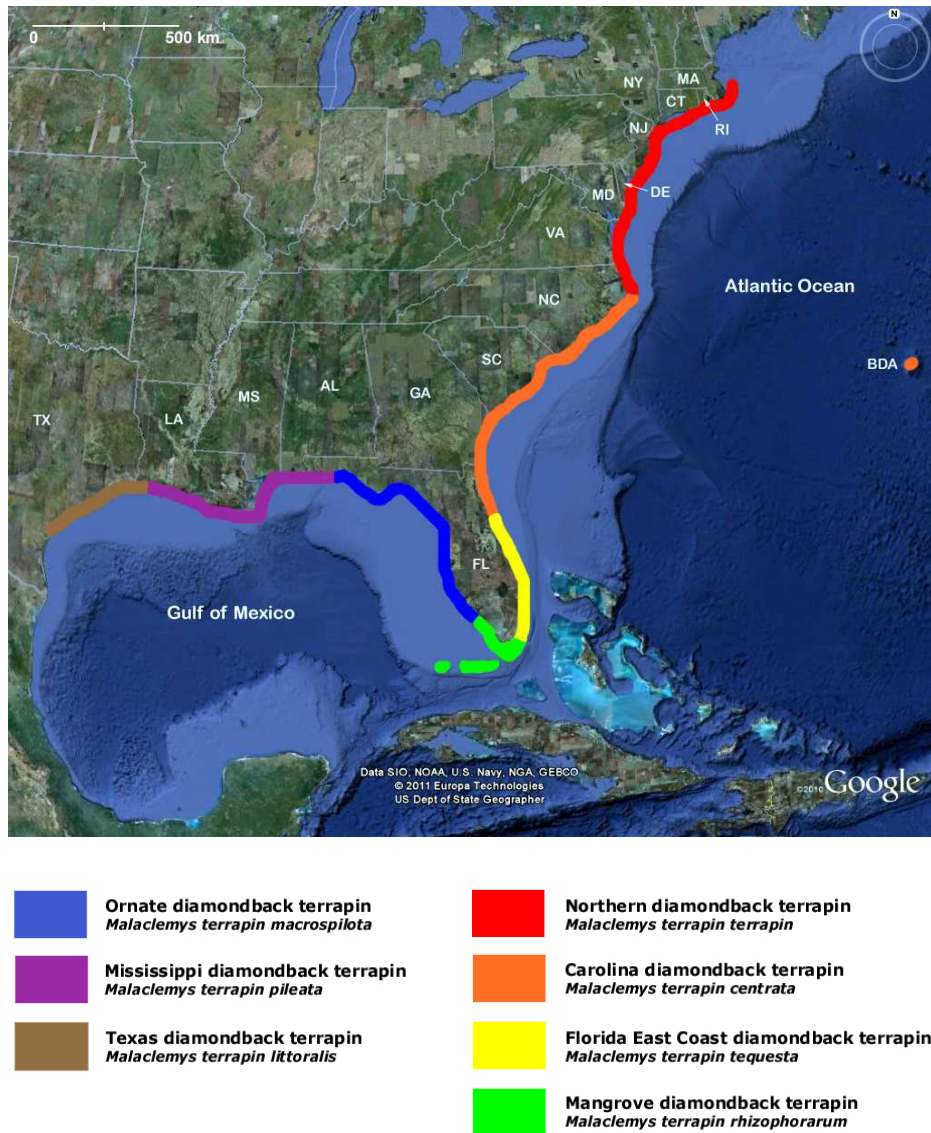 N
0 500 km
NY
MA
CT
NJ
RI
MD
DE
VA
NC
Atlantic Ocean
SC
BDA
TX
LA
MS
AL
GA
FL
Gulf of Mexico
Data SIO, NOAA, U.S. Navy, NGA, GEBCO
© 2011 Europa Technologies
US Dept of State Geographer
©2010 Google
Ornate diamondback terrapin
Malaclemys terrapin macrospilota
Mississippi diamondback terrapin
Malaclemys terrapin pileata
Texas diamondback terrapin
Malaclemys terrapin littoralis
Northern diamondback terrapin
Malaclemys terrapin terrapin
Carolina diamondback terrapin
Malaclemys terrapin centrata
Florida East Coast diamondback terrapin
Malaclemys terrapin tequesta
Mangrove diamondback terrapin
Malaclemys terrapin rhizophorarum